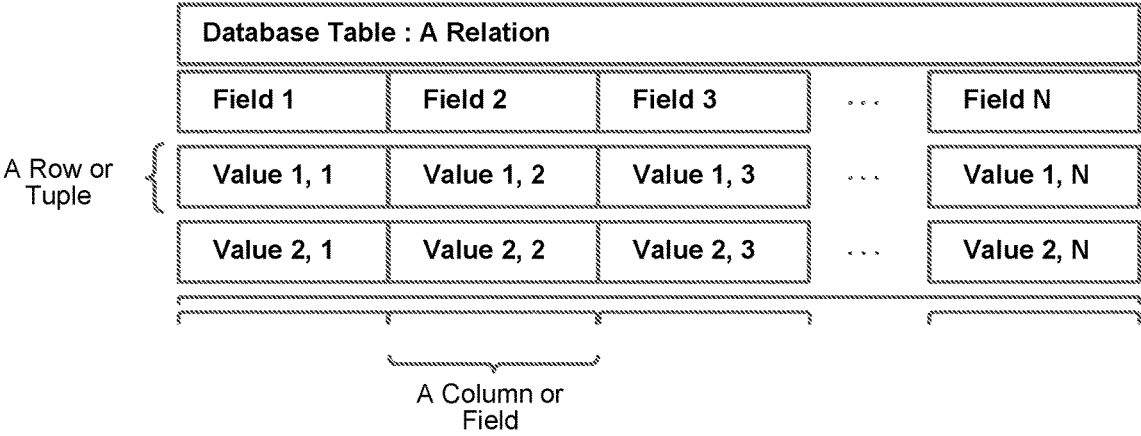 Database Table : A Relation
Field 1 Field 2 Field 3 ... Field N
A Row or
Tuple
Value 1, 1 Value 1, 2 Value 1, 3 ... Value 1, N
Value 2, 1 Value 2, 2 Value 2, 3 ... Value 2, N
A Column or
Field